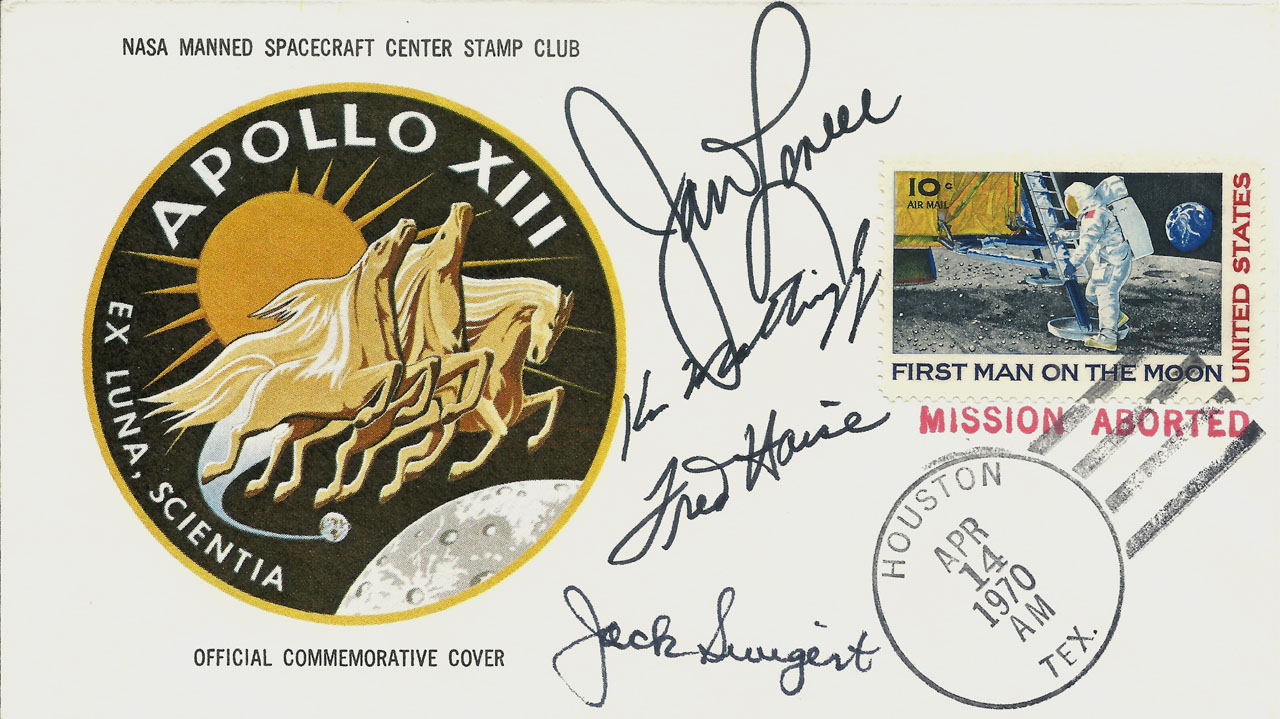 NASA MANNED SPACECRAFT CENTER STAMP CLUB
APOLLO XIII
EX LUNA, SCIENTIA
OFFICIAL COMMEMORATIVE COVER
Jim Lovell
Ken Mattingly
Fred Haise
Jack Swigert
10c
AIR MAIL
UNITED STATES
FIRST MAN ON THE MOON
MISSION ABORTED
HOUSTON
APR
14
1970
AM
TEX.